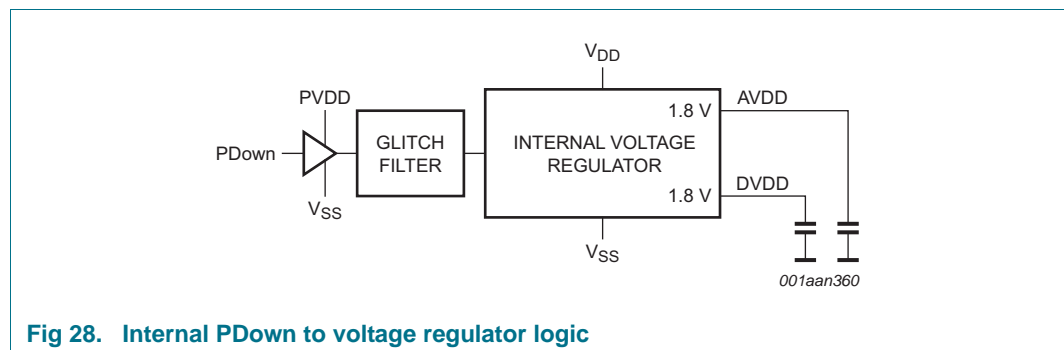 VDD
PVDD
1.8 V
AVDD
PDown
GLITCH
FILTER
INTERNAL VOLTAGE
REGULATOR
1.8 V
DVDD
VSS
VSS
001aan360
Fig 28. Internal PDown to voltage regulator logic